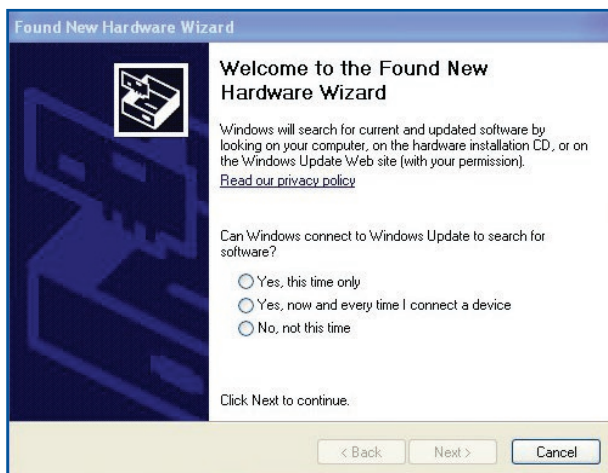 Found New Hardware Wizard
Welcome to the Found New
Hardware Wizard
Windows will search for current and updated software by
looking on your computer, on the hardware installation CD, or on
the Windows Update Web site (with your permission).
Read our privacy policy
Can Windows connect to Windows Update to search for
software?
Yes, this time only
Yes, now and every time I connect a device
No, not this time
Click Next to continue.
< Back
Next >
Cancel